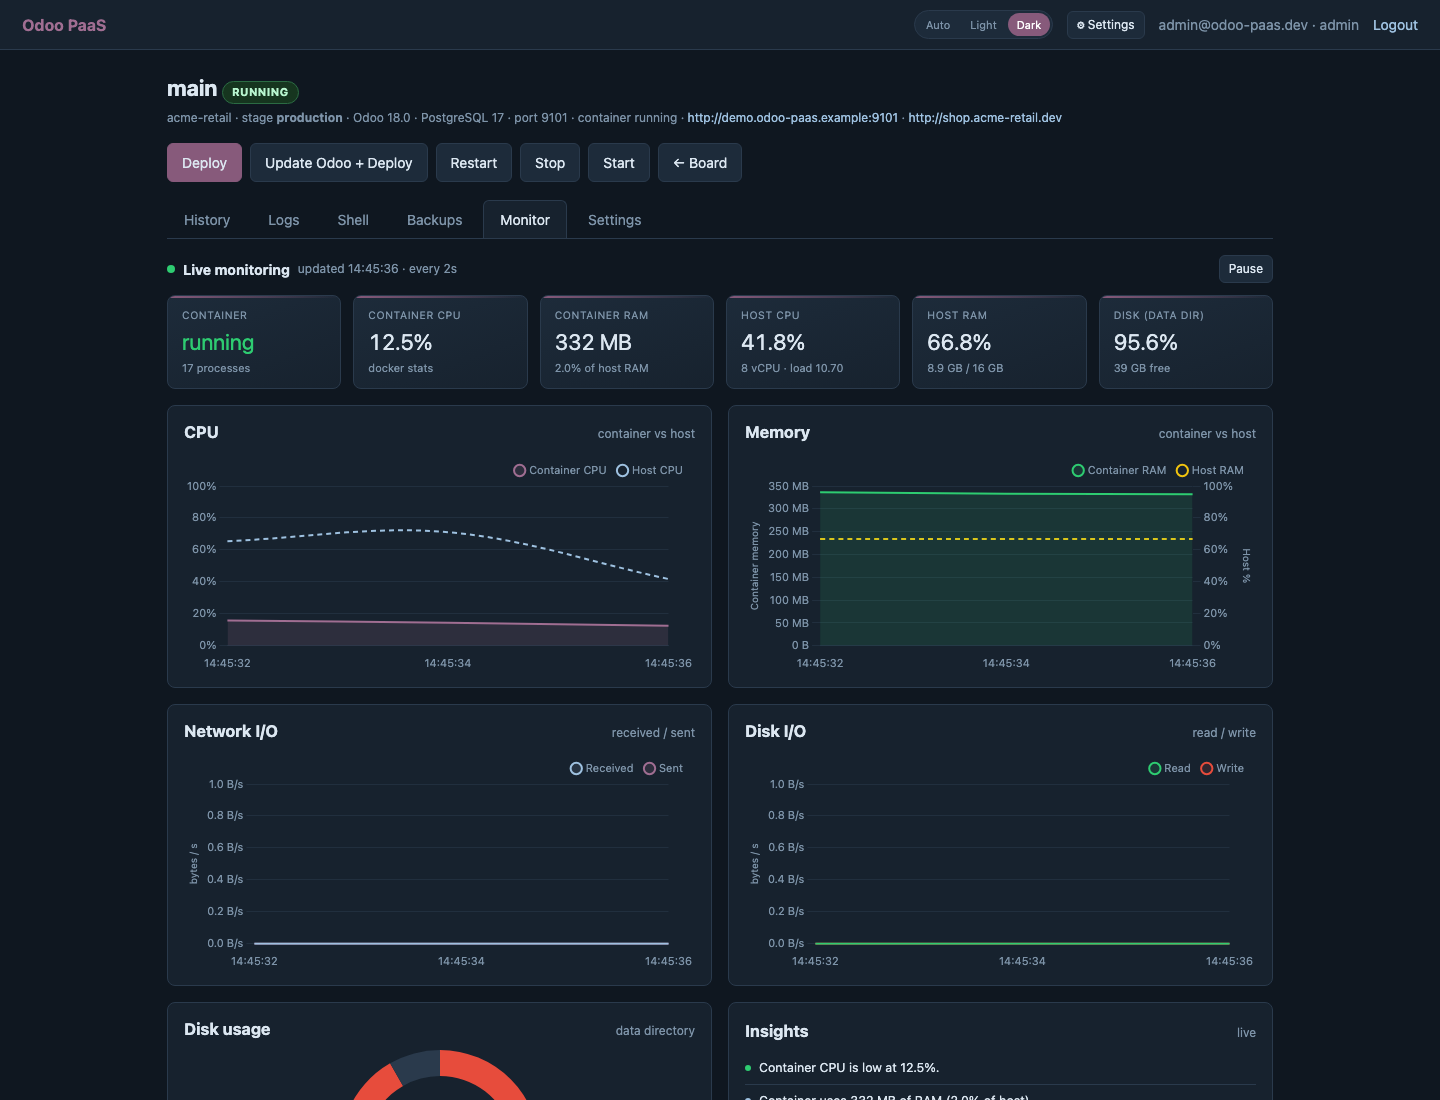 Odoo PaaS
Auto Light Dark
⚙ Settings
admin@odoo-paas.dev · admin
Logout
main RUNNING
acme-retail · stage production · Odoo 18.0 · PostgreSQL 17 · port 9101 · container running · http://demo.odoo-paas.example:9101 · http://shop.acme-retail.dev
Deploy
Update Odoo + Deploy
Restart
Stop
Start
← Board
History
Logs
Shell
Backups
Monitor
Settings
Live monitoring updated 14:45:36 · every 2s
Pause
CONTAINER
running
17 processes
CONTAINER CPU
12.5%
docker stats
CONTAINER RAM
332 MB
2.0% of host RAM
HOST CPU
41.8%
8 vCPU · load 10.70
HOST RAM
66.8%
8.9 GB / 16 GB
DISK (DATA DIR)
95.6%
39 GB free
CPU
container vs host
Container CPU Host CPU
100%
80%
60%
40%
20%
0%
14:45:32 14:45:34 14:45:36
Memory
container vs host
Container RAM Host RAM
Container memory
350 MB
300 MB
250 MB
200 MB
150 MB
100 MB
50 MB
0 B
100%
80%
60%
40%
20%
0%
Host %
14:45:32 14:45:34 14:45:36
Network I/O
received / sent
Received Sent
bytes / s
1.0 B/s
0.8 B/s
0.6 B/s
0.4 B/s
0.2 B/s
0.0 B/s
14:45:32 14:45:34 14:45:36
Disk I/O
read / write
Read Write
bytes / s
1.0 B/s
0.8 B/s
0.6 B/s
0.4 B/s
0.2 B/s
0.0 B/s
14:45:32 14:45:34 14:45:36
Disk usage
data directory
Insights
live
Container CPU is low at 12.5%.
Container uses 332 MB of RAM (2.0% of host).